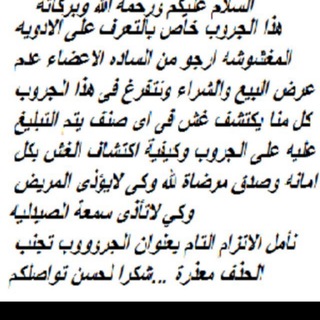 السلام عليكم ورحمة الله وبركاته
هذا الجروب خاص بالتعرف على الادويه
المغشوشه ارجو من الساده الاعضاء عدم
عرض البيع والشراء ونتفرغ فى هذا الجروب
كل منا يكتشف غش فى اى صنف يتم التبليغ
عليه على الجروب وكيفية اكتشاف الغش بكل
امانه وصدق مرضاة لله وكى لايؤذى المريض
وكي لاتأذى سمعة الصيدليه
نأمل الاتزام التام بعنوان الجرووووب تجنب
الحذف معذرة ...شكرا لحسن تواصلكم